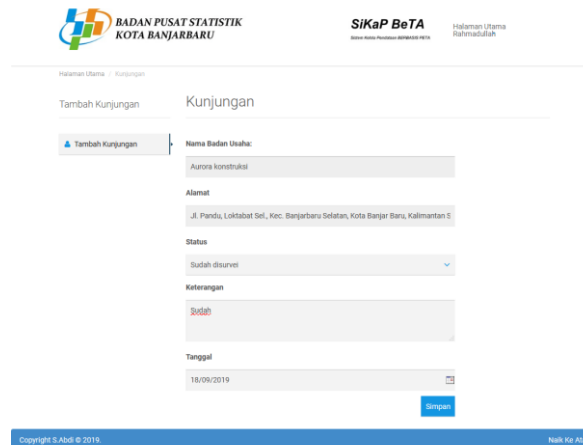 BADAN PUSAT STATISTIK
KOTA BANJARBARU
SiKaP BeTA
Halaman Utama
Rahmadullah
Halaman Utama / Kunjungan
Tambah Kunjungan
Kunjungan
Tambah Kunjungan
Nama Badan Usaha:
Aurora konstruksi
Alamat
Jl. Pandu, Loktabat Sel., Kec. Banjarbaru Selatan, Kota Banjar Baru, Kalimantan S
Status
Sudah disurvei
Keterangan
Sudah
Tanggal
18/09/2019
Simpan
Copyright S.Abdi © 2019.
Naik Ke At